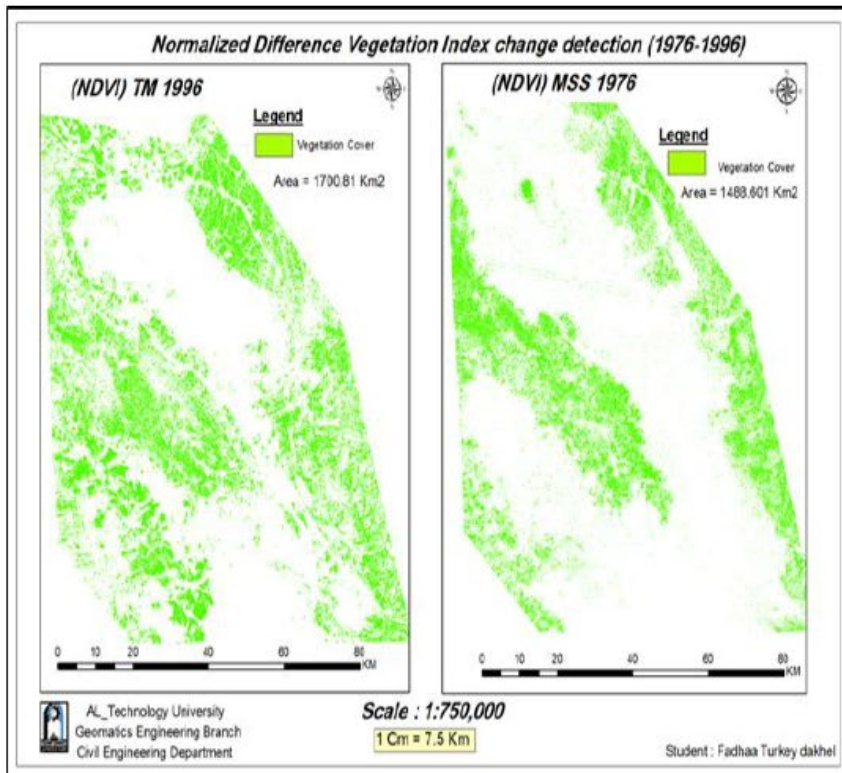 Normalized Difference Vegetation Index change detection (1976-1996)
(NDVI) TM 1996
Legend
Vegetation Cover
Area = 1700.81 Km2
0 10 20 40 60 80
KM
(NDVI) MSS 1976
Legend
Vegetation Cover
Area = 1488.601 Km2
0 10 20 40 60 80
KM
AL_Technology University
Geomatics Engineering Branch
Civil Engineering Department
Scale : 1:750,000
1 Cm = 7.5 Km
Student : Fadhaa Turkey dakhel